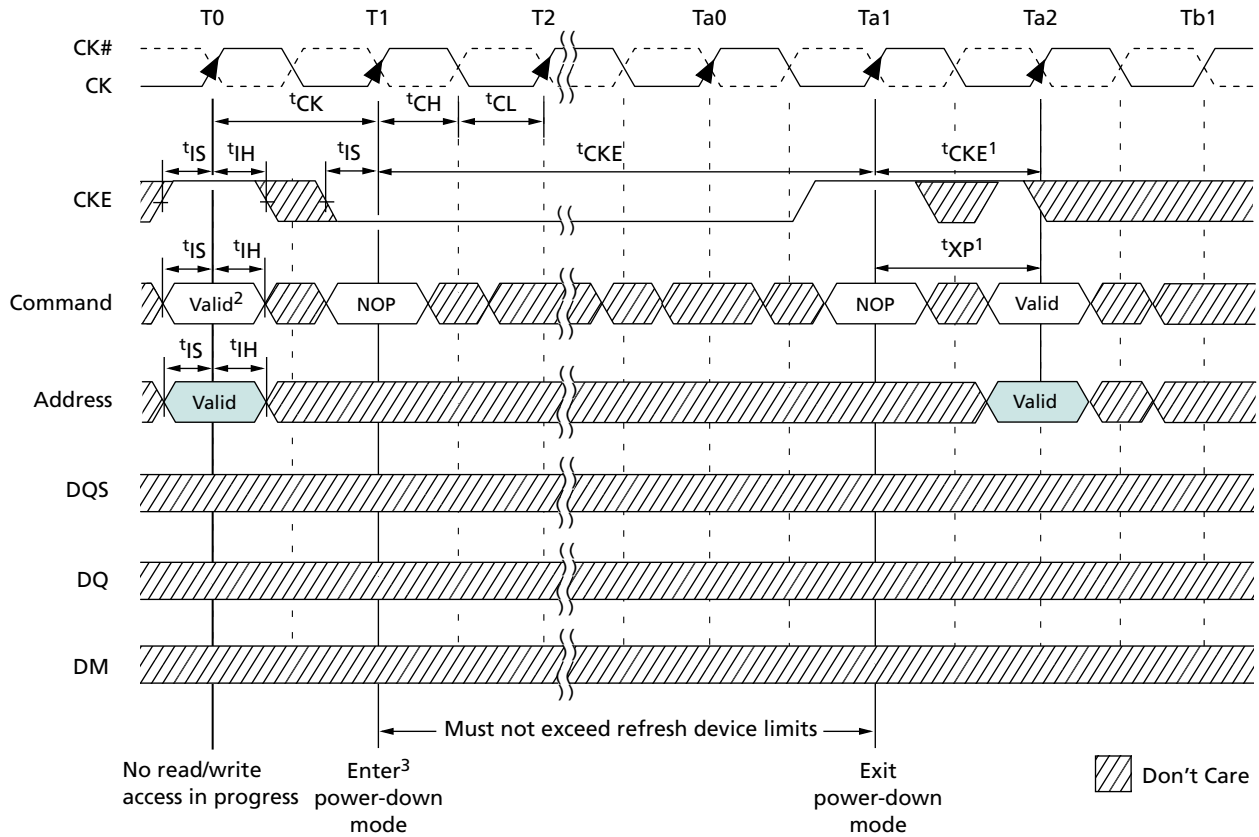 T0 T1 T2 Ta0 Ta1 Ta2 Tb1
CK#
CK
tCK tCH tCL
tIS tIH tIS tCKE tCKE1
CKE
tIS tIH tXP1
Command Valid2 NOP NOP Valid
tIS tIH
Address Valid Valid
DQS
DQ
DM
Must not exceed refresh device limits
No read/write
access in progress
Enter3
power-down
mode
Exit
power-down
mode
Don't Care